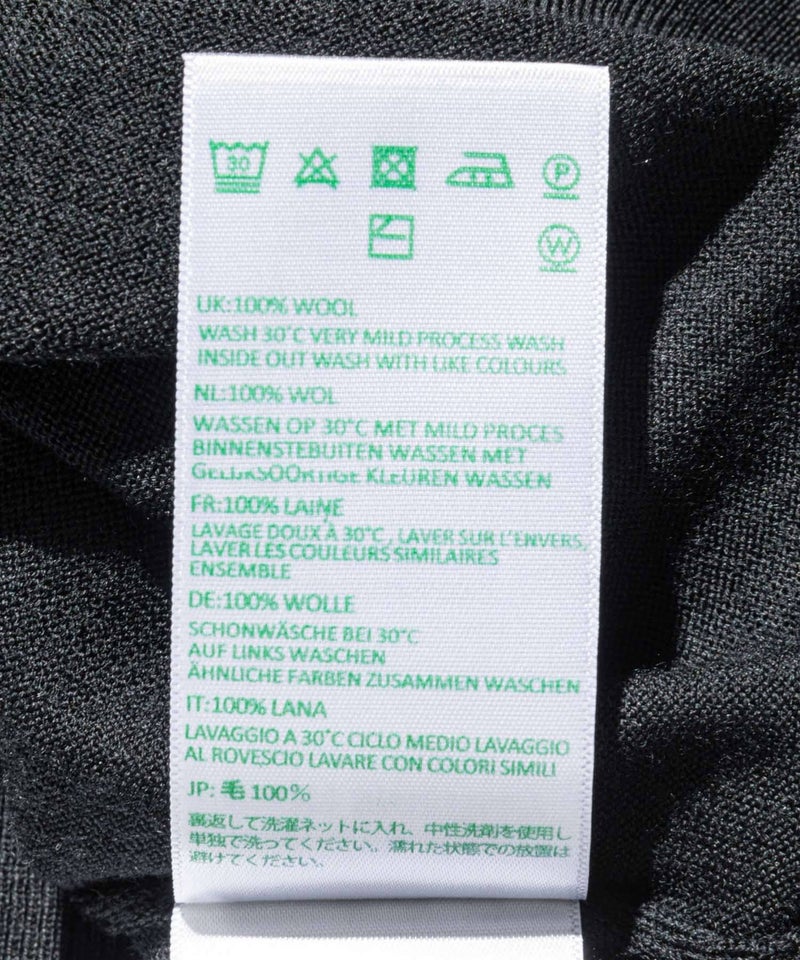 30
P
W
UK:100% WOOL
WASH 30°C VERY MILD PROCESS WASH
INSIDE OUT WASH WITH LIKE COLOURS
NL:100% WOL
WASSEN OP 30°C MET MILD PROCES
BINNENSTEBUITEN WASSEN MET
GELIJKSOORTIGE KLEUREN WASSEN
FR:100% LAINE
LAVAGE DOUX À 30°C , LAVER SUR L'ENVERS,
LAVER LES COULEURS SIMILAIRES
ENSEMBLE
DE:100% WOLLE
SCHONWÄSCHE BEI 30°C
AUF LINKS WASCHEN
ÄHNLICHE FARBEN ZUSAMMEN WASCHEN
IT:100% LANA
LAVAGGIO A 30°C CICLO MEDIO LAVAGGIO
AL ROVESCIO LAVARE CON COLORI SIMILI
JP: 毛 100%
裏返して洗濯ネットに入れ、中性洗剤を使用し
単独で洗ってください。濡れた状態での放置は
避けてください。